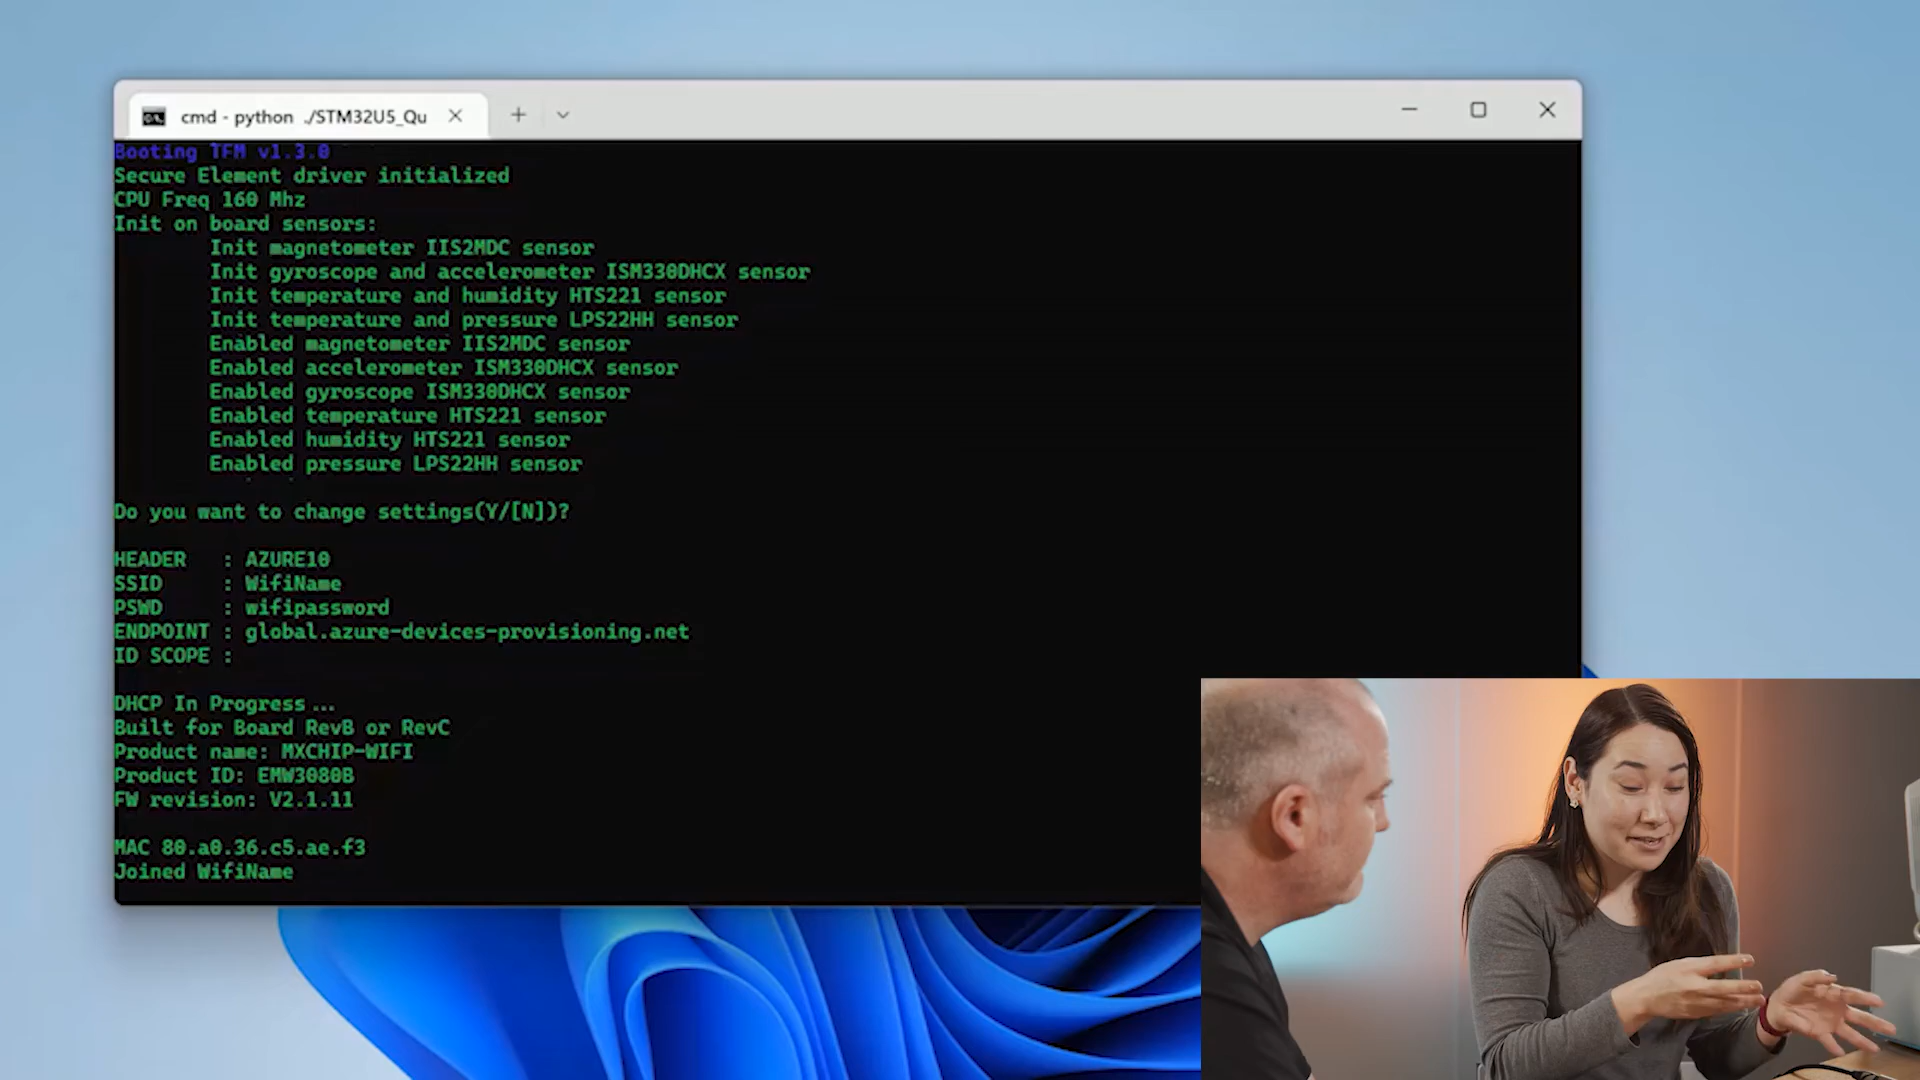 cmd - python ./STM32U5_Qu
Booting TFM v1.3.0
Secure Element driver initialized
CPU Freq 160 Mhz
Init on board sensors:
Init magnetometer IIS2MDC sensor
Init gyroscope and accelerometer ISM330DHCX sensor
Init temperature and humidity HTS221 sensor
Init temperature and pressure LPS22HH sensor
Enabled magnetometer IIS2MDC sensor
Enabled accelerometer ISM330DHCX sensor
Enabled gyroscope ISM330DHCX sensor
Enabled temperature HTS221 sensor
Enabled humidity HTS221 sensor
Enabled pressure LPS22HH sensor
Do you want to change settings(Y/[N])?
HEADER : AZURE10
SSID : WifiName
PSWD : wifipassword
ENDPOINT : global.azure-devices-provisioning.net
ID SCOPE :
DHCP In Progress ...
Built for Board RevB or RevC
Product name: MXCHIP-WIFI
Product ID: EMW3080B
FW revision: V2.1.11
MAC 80.a0.36.c5.ae.f3
Joined WifiName